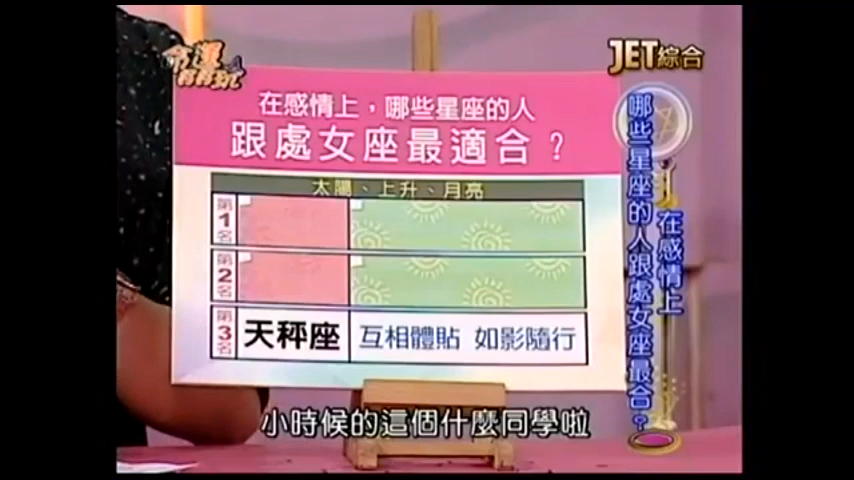 命運好好玩
JET綜合
在感情上，哪些星座的人
跟處女座最適合？
太陽、上升、月亮
第1名
第2名
第3名 天秤座 互相體貼 如影隨行
在感情上
哪些星座的人跟處女座最合？
小時候的這個什麼同學啦